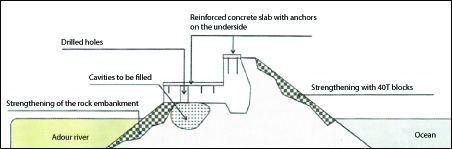 Reinforced concrete slab with anchors
on the underside
Drilled holes
Cavities to be filled
Strengthening with 40T blocks
Strengthening of the rock embankment
Adour river
Ocean